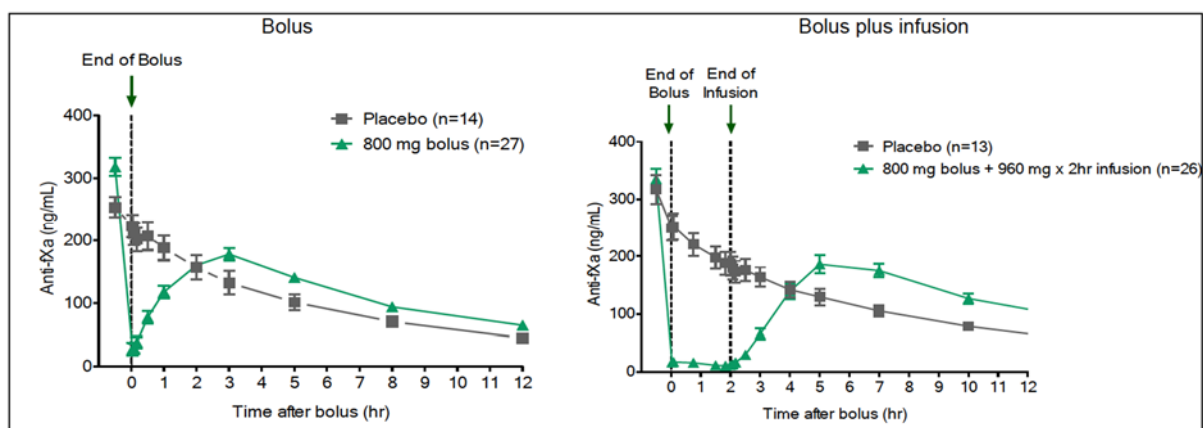 Bolus
End of Bolus
Placebo (n=14)
800 mg bolus (n=27)
Anti-fXa (ng/mL)
400
300
200
100
0
0 1 2 3 4 5 6 7 8 9 10 11 12
Time after bolus (hr)
Bolus plus infusion
End of
Bolus
End of
Infusion
Placebo (n=13)
800 mg bolus + 960 mg x 2hr infusion (n=26)
Anti-fXa (ng/mL)
400
300
200
100
0
0 1 2 3 4 5 6 7 8 9 10 11 12
Time after bolus (hr)